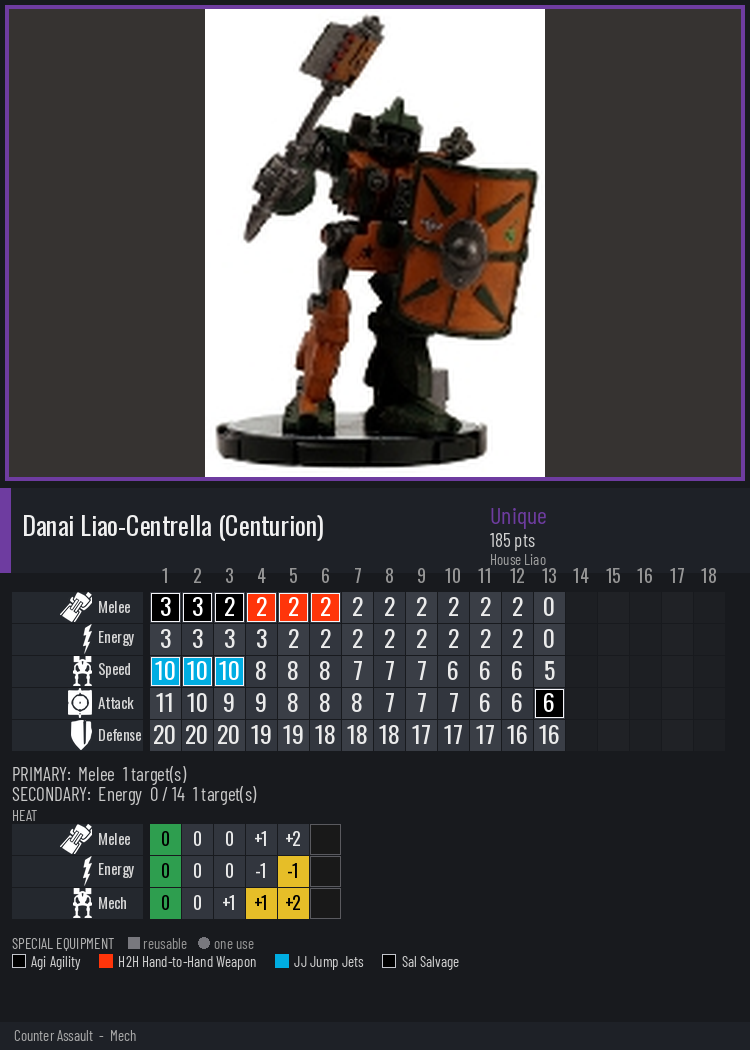 Danai Liao-Centrella (Centurion)
Unique
185 pts
House Liao
1 2 3 4 5 6 7 8 9 10 11 12 13 14 15 16 17 18
Melee 3 3 2 2 2 2 2 2 2 2 2 2 0
Energy 3 3 3 3 2 2 2 2 2 2 2 2 0
Speed 10 10 10 8 8 8 7 7 7 6 6 6 5
Attack 11 10 9 9 8 8 8 7 7 7 6 6 6
Defense 20 20 20 19 19 18 18 18 17 17 17 16 16
PRIMARY: Melee 1 target(s)
SECONDARY: Energy 0 / 14 1 target(s)
HEAT
Melee 0 0 0 +1 +2
Energy 0 0 0 -1 -1
Mech 0 0 +1 +1 +2
SPECIAL EQUIPMENT reusable one use
Agi Agility H2H Hand-to-Hand Weapon JJ Jump Jets Sal Salvage
Counter Assault - Mech